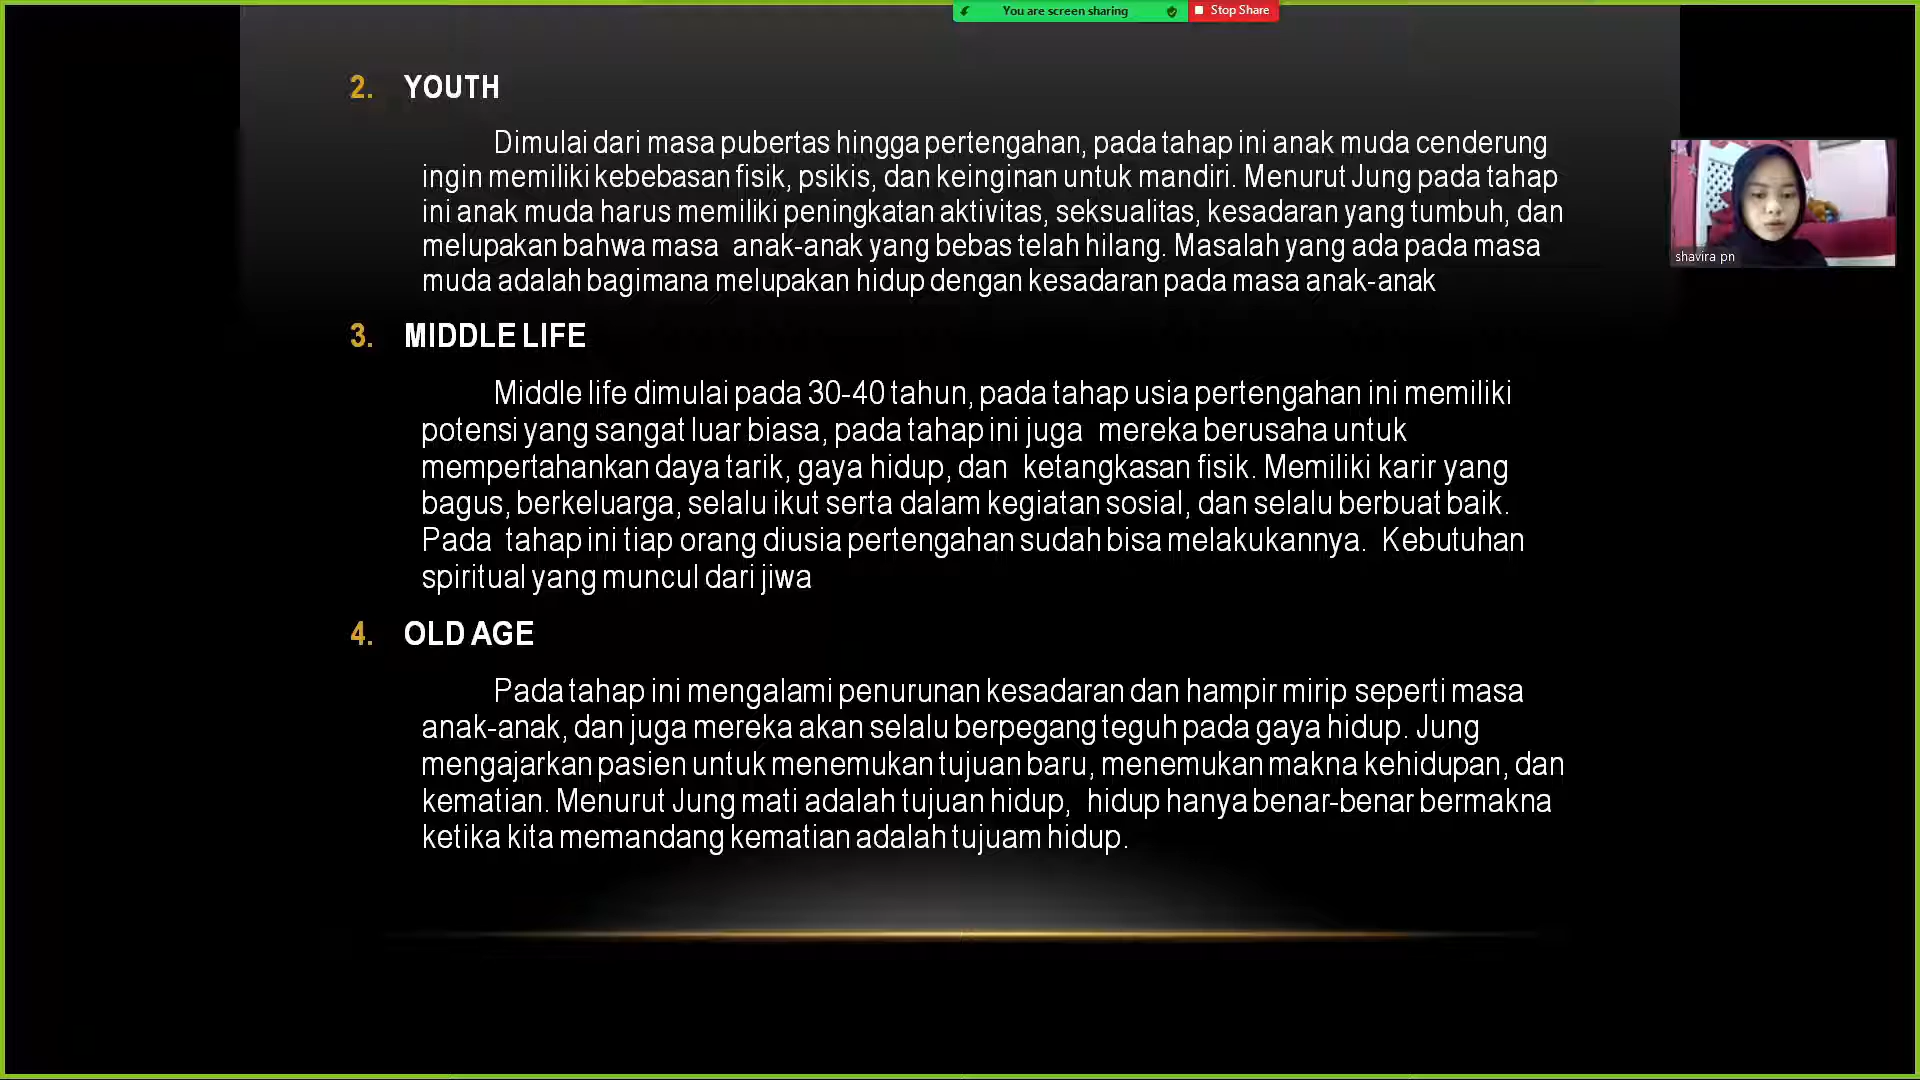 You are screen sharing
Stop Share
2. YOUTH
Dimulai dari masa pubertas hingga pertengahan, pada tahap ini anak muda cenderung
ingin memiliki kebebasan fisik, psikis, dan keinginan untuk mandiri. Menurut Jung pada tahap
ini anak muda harus memiliki peningkatan aktivitas, seksualitas, kesadaran yang tumbuh, dan
melupakan bahwa masa anak-anak yang bebas telah hilang. Masalah yang ada pada masa
muda adalah bagimana melupakan hidup dengan kesadaran pada masa anak-anak
shavira pn
3. MIDDLE LIFE
Middle life dimulai pada 30-40 tahun, pada tahap usia pertengahan ini memiliki
potensi yang sangat luar biasa, pada tahap ini juga mereka berusaha untuk
mempertahankan daya tarik, gaya hidup, dan ketangkasan fisik. Memiliki karir yang
bagus, berkeluarga, selalu ikut serta dalam kegiatan sosial, dan selalu berbuat baik.
Pada tahap ini tiap orang diusia pertengahan sudah bisa melakukannya. Kebutuhan
spiritual yang muncul dari jiwa
4. OLD AGE
Pada tahap ini mengalami penurunan kesadaran dan hampir mirip seperti masa
anak-anak, dan juga mereka akan selalu berpegang teguh pada gaya hidup. Jung
mengajarkan pasien untuk menemukan tujuan baru, menemukan makna kehidupan, dan
kematian. Menurut Jung mati adalah tujuan hidup, hidup hanya benar-benar bermakna
ketika kita memandang kematian adalah tujuam hidup.